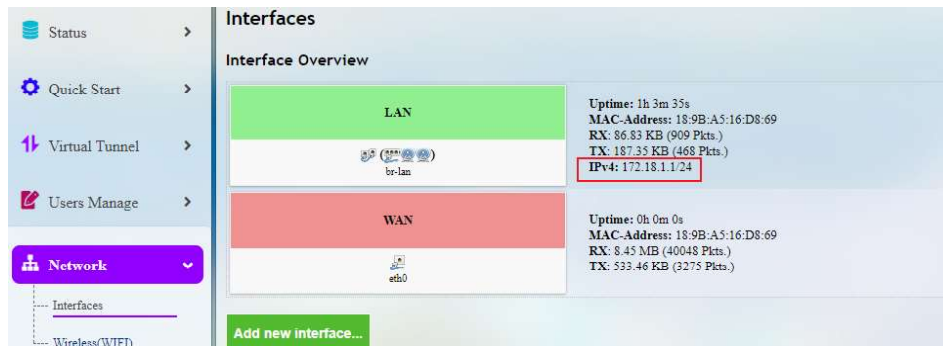 Status
Quick Start
Virtual Tunnel
Users Manage
Network
Interfaces
Wireless(WIFI)
Interfaces
Interface Overview
LAN
br-lan
Uptime: 1h 3m 35s
MAC-Address: 18:9B:A5:16:D8:69
RX: 86.83 KB (909 Pkts.)
TX: 187.35 KB (468 Pkts.)
IPv4: 172.18.1.1/24
WAN
eth0
Uptime: 0h 0m 0s
MAC-Address: 18:9B:A5:16:D8:69
RX: 8.45 MB (40048 Pkts.)
TX: 533.46 KB (3275 Pkts.)
Add new interface...